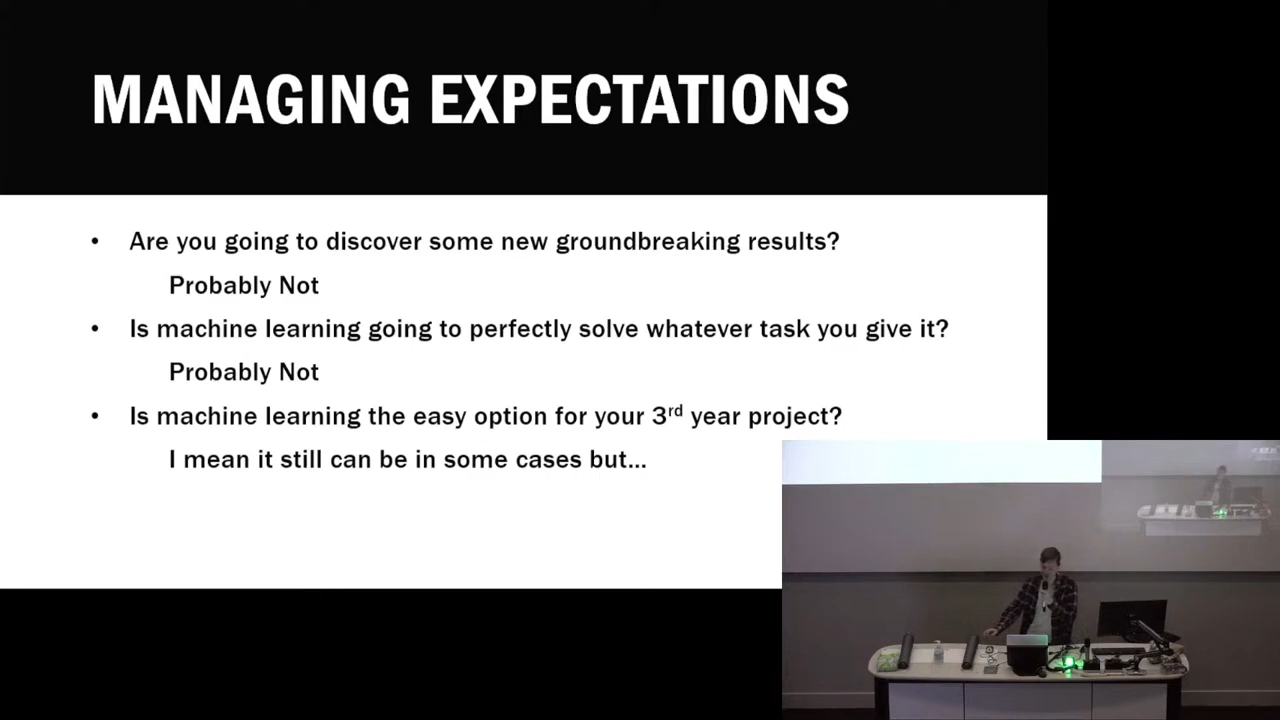 MANAGING EXPECTATIONS
• Are you going to discover some new groundbreaking results?
Probably Not
• Is machine learning going to perfectly solve whatever task you give it?
Probably Not
• Is machine learning the easy option for your 3rd year project?
I mean it still can be in some cases but...